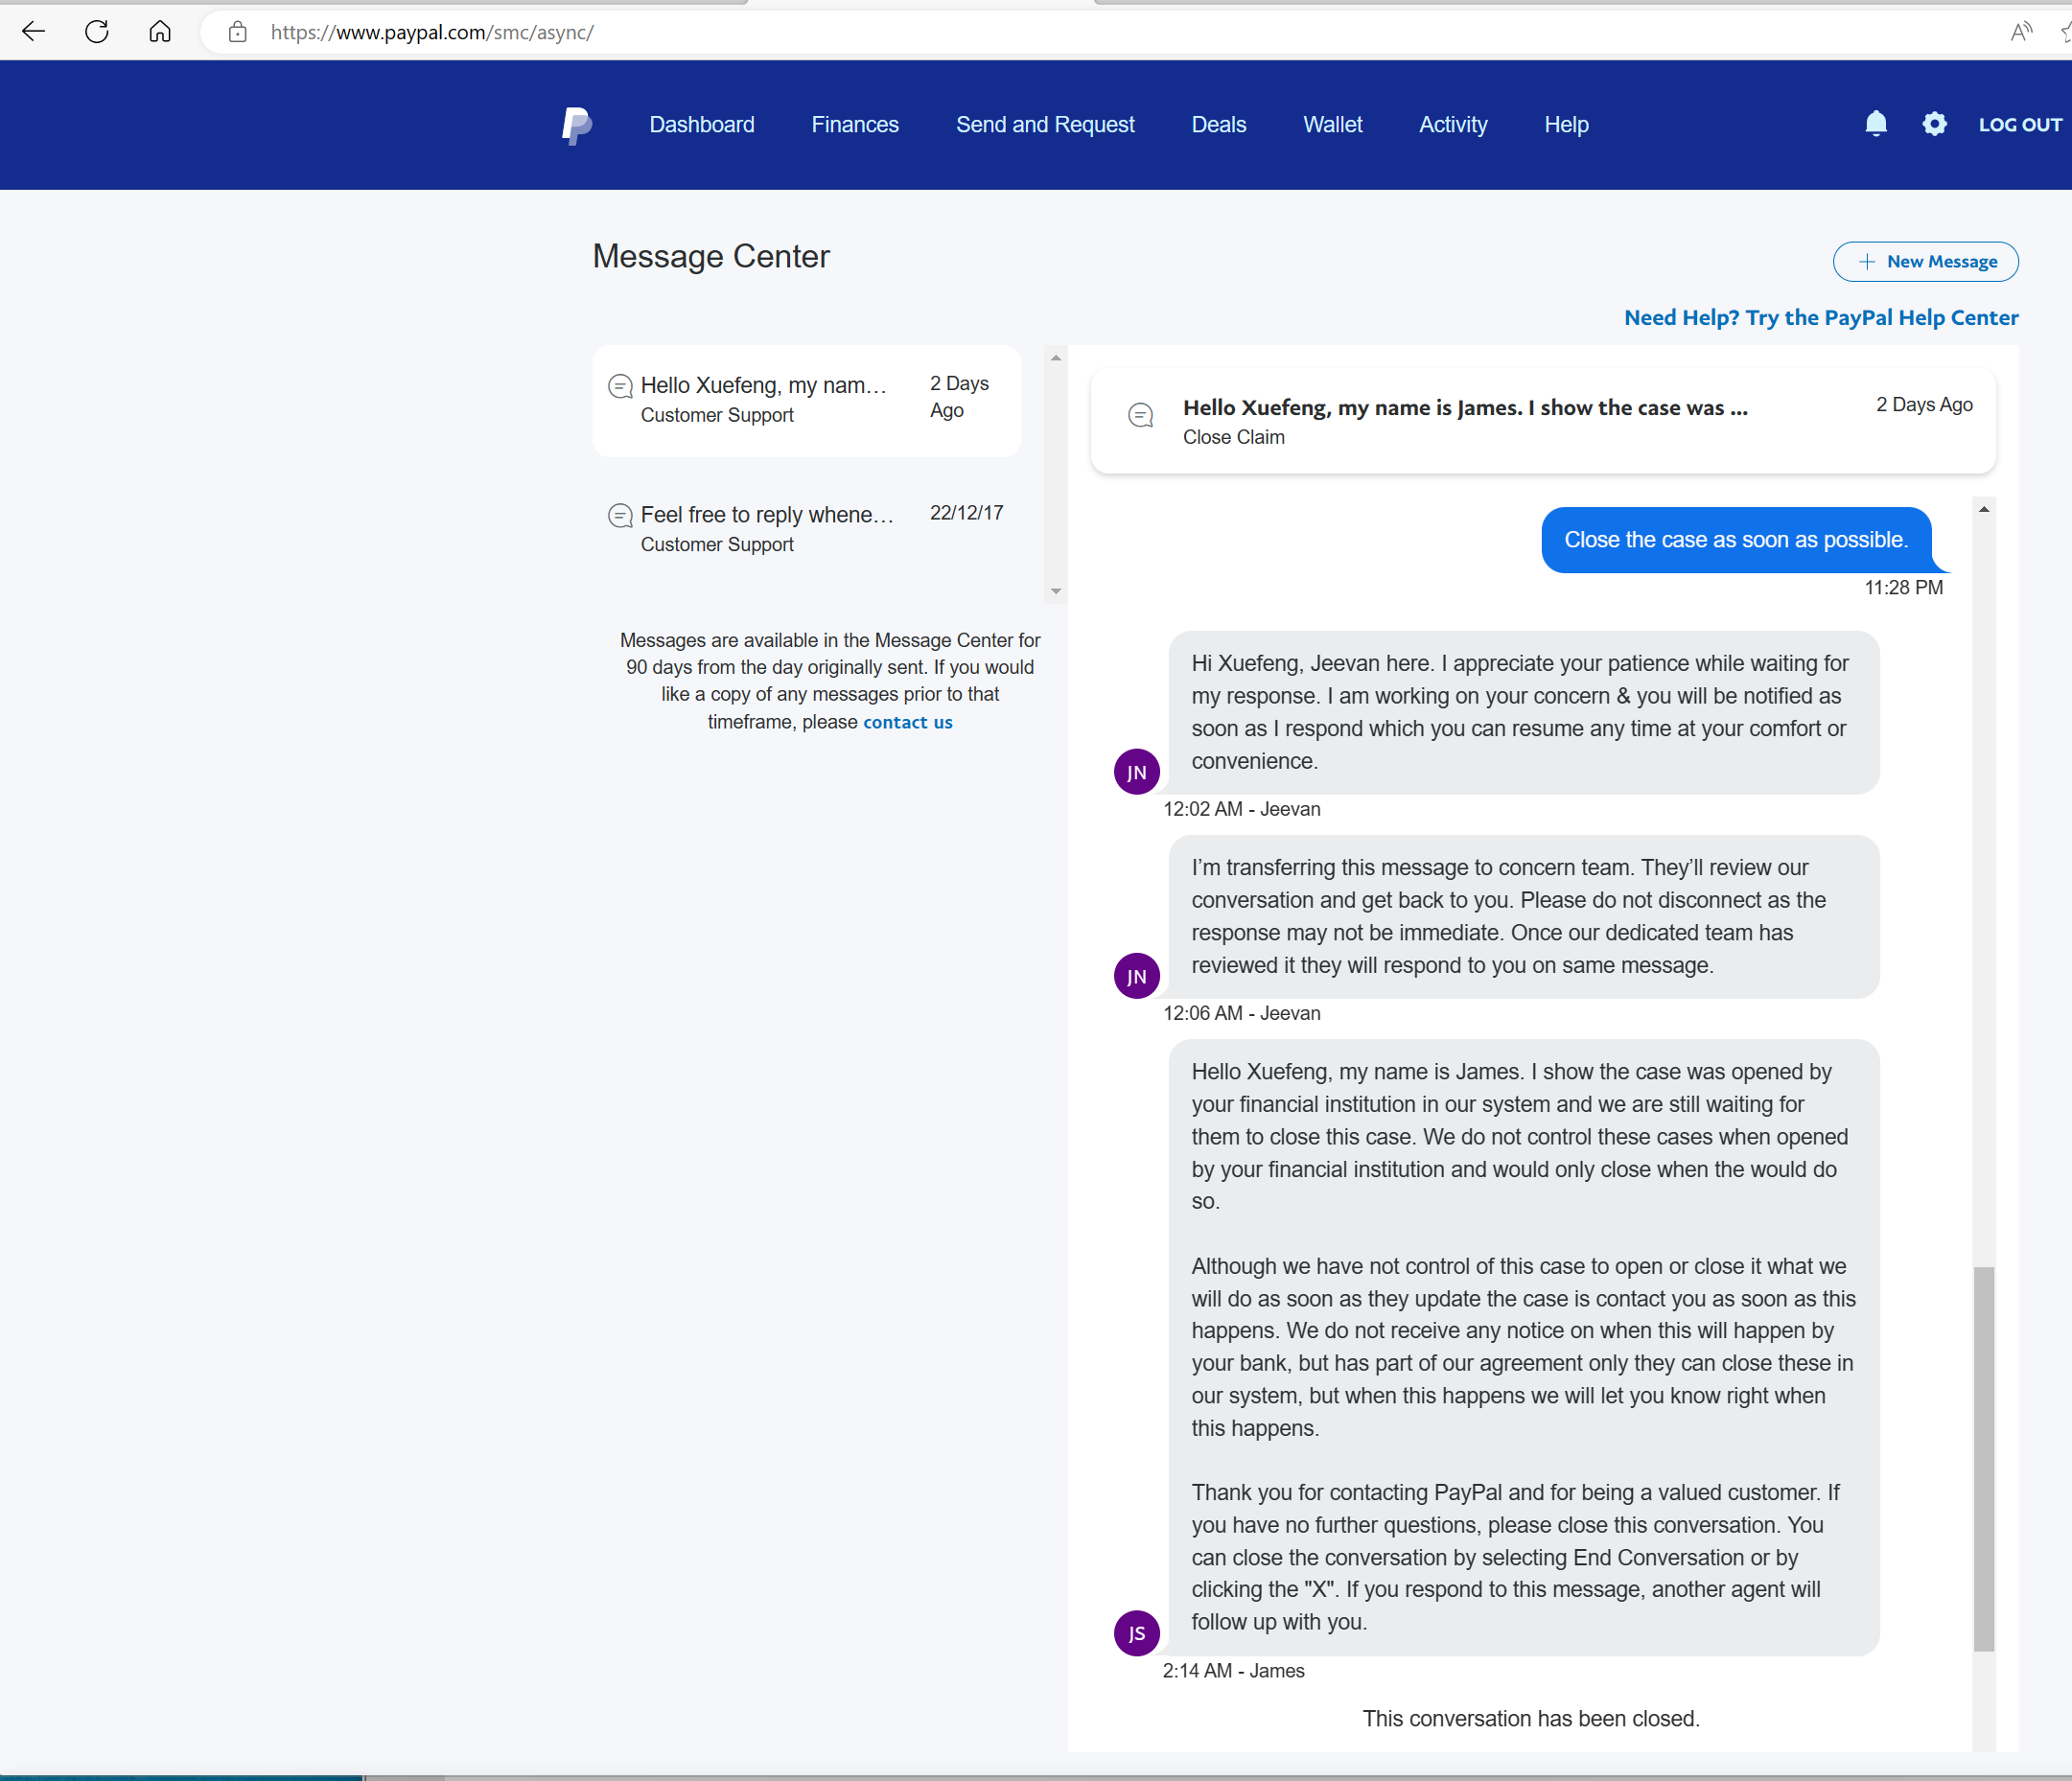 https://www.paypal.com/smc/async/
Dashboard
Finances
Send and Request
Deals
Wallet
Activity
Help
LOG OUT
Message Center
New Message
Need Help? Try the PayPal Help Center
Hello Xuefeng, my nam...
Customer Support
2 Days
Ago
Feel free to reply whene...
Customer Support
22/12/17
Messages are available in the Message Center for
90 days from the day originally sent. If you would
like a copy of any messages prior to that
timeframe, please contact us
Hello Xuefeng, my name is James. I show the case was ...
Close Claim
2 Days Ago
Close the case as soon as possible.
11:28 PM
Hi Xuefeng, Jeevan here. I appreciate your patience while waiting for
my response. I am working on your concern & you will be notified as
soon as I respond which you can resume any time at your comfort or
convenience.
JN
12:02 AM - Jeevan
I’m transferring this message to concern team. They’ll review our
conversation and get back to you. Please do not disconnect as the
response may not be immediate. Once our dedicated team has
reviewed it they will respond to you on same message.
JN
12:06 AM - Jeevan
Hello Xuefeng, my name is James. I show the case was opened by
your financial institution in our system and we are still waiting for
them to close this case. We do not control these cases when opened
by your financial institution and would only close when the would do
so.
Although we have not control of this case to open or close it what we
will do as soon as they update the case is contact you as soon as this
happens. We do not receive any notice on when this will happen by
your bank, but has part of our agreement only they can close these in
our system, but when this happens we will let you know right when
this happens.
Thank you for contacting PayPal and for being a valued customer. If
you have no further questions, please close this conversation. You
can close the conversation by selecting End Conversation or by
clicking the "X". If you respond to this message, another agent will
follow up with you.
JS
2:14 AM - James
This conversation has been closed.